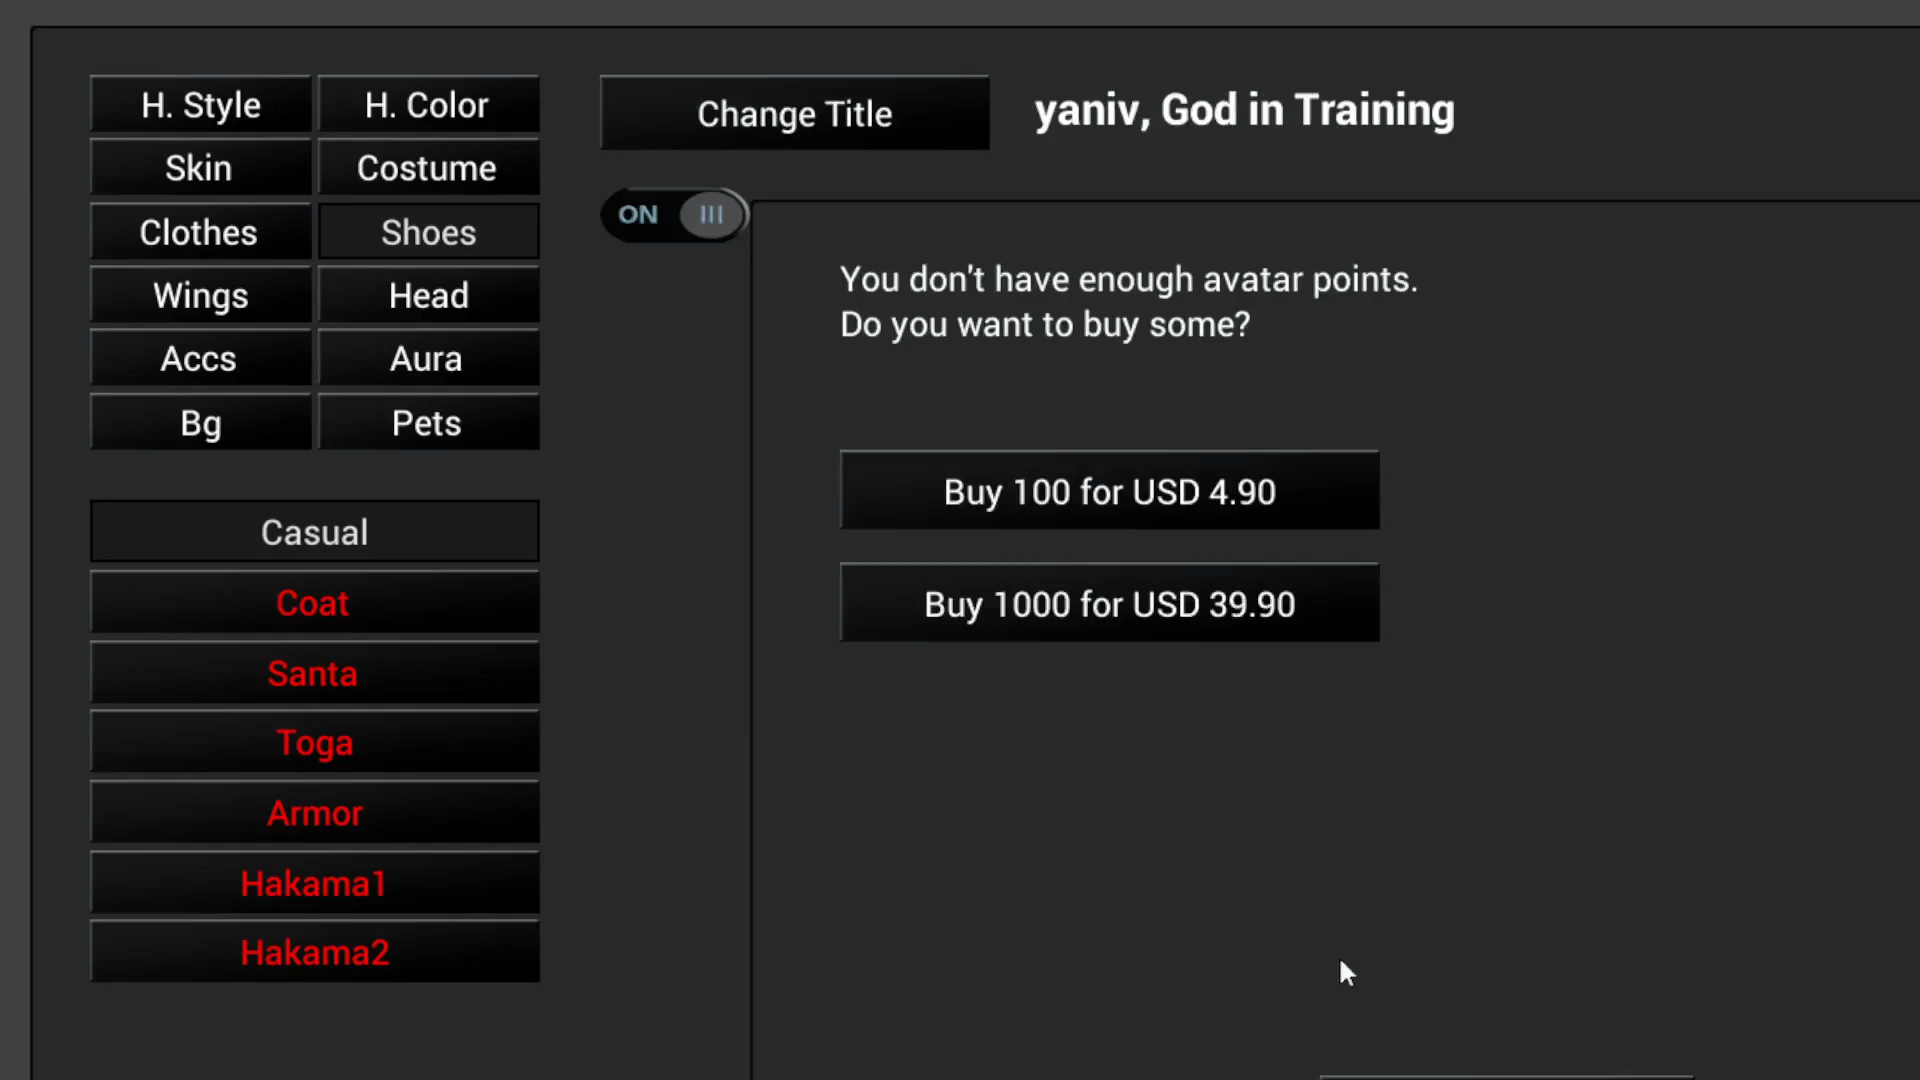 H. Style
H. Color
Skin
Costume
Clothes
Shoes
Wings
Head
Accs
Aura
Bg
Pets
Casual
Coat
Santa
Toga
Armor
Hakama1
Hakama2
Change Title
yaniv, God in Training
ON
You don't have enough avatar points.
Do you want to buy some?
Buy 100 for USD 4.90
Buy 1000 for USD 39.90